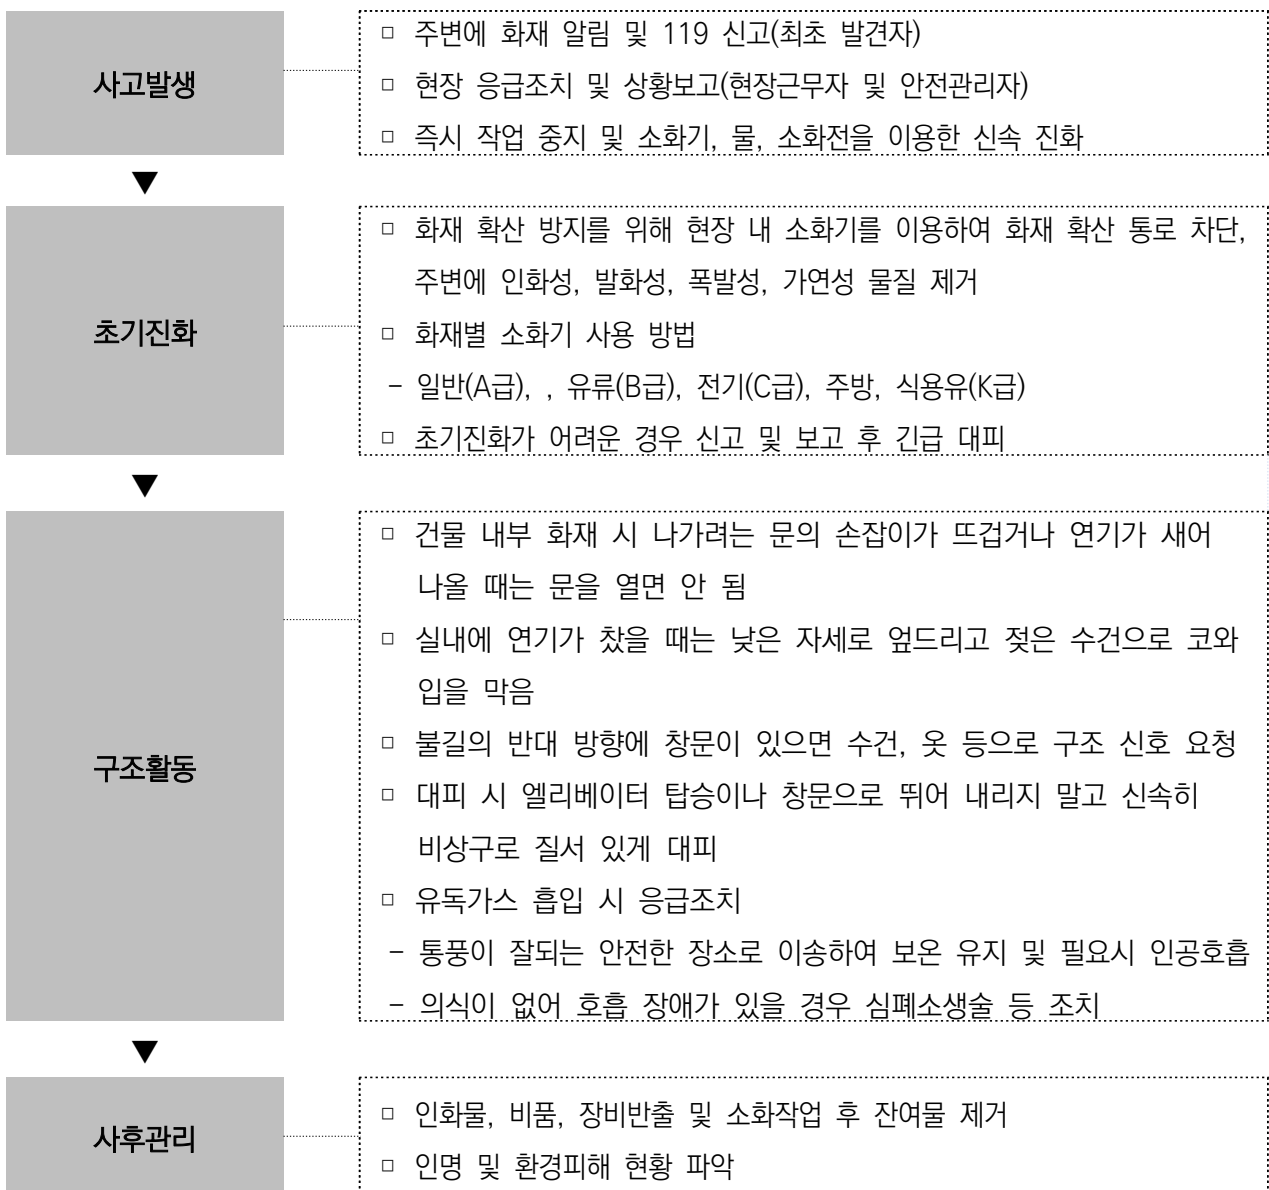 사고발생
□ 주변에 화재 알림 및 119 신고(최초 발견자)
□ 현장 응급조치 및 상황보고(현장근무자 및 안전관리자)
□ 즉시 작업 중지 및 소화기, 물, 소화전을 이용한 신속 진화
▼
초기진화
□ 화재 확산 방지를 위해 현장 내 소화기를 이용하여 화재 확산 통로 차단,
주변에 인화성, 발화성, 폭발성, 가연성 물질 제거
□ 화재별 소화기 사용 방법
- 일반(A급), , 유류(B급), 전기(C급), 주방, 식용유(K급)
□ 초기진화가 어려운 경우 신고 및 보고 후 긴급 대피
▼
구조활동
□ 건물 내부 화재 시 나가려는 문의 손잡이가 뜨겁거나 연기가 새어
나올 때는 문을 열면 안 됨
□ 실내에 연기가 찼을 때는 낮은 자세로 엎드리고 젖은 수건으로 코와
입을 막음
□ 불길의 반대 방향에 창문이 있으면 수건, 옷 등으로 구조 신호 요청
□ 대피 시 엘리베이터 탑승이나 창문으로 뛰어 내리지 말고 신속히
비상구로 질서 있게 대피
□ 유독가스 흡입 시 응급조치
- 통풍이 잘되는 안전한 장소로 이송하여 보온 유지 및 필요시 인공호흡
- 의식이 없어 호흡 장애가 있을 경우 심폐소생술 등 조치
▼
사후관리
□ 인화물, 비품, 장비반출 및 소화작업 후 잔여물 제거
□ 인명 및 환경피해 현황 파악